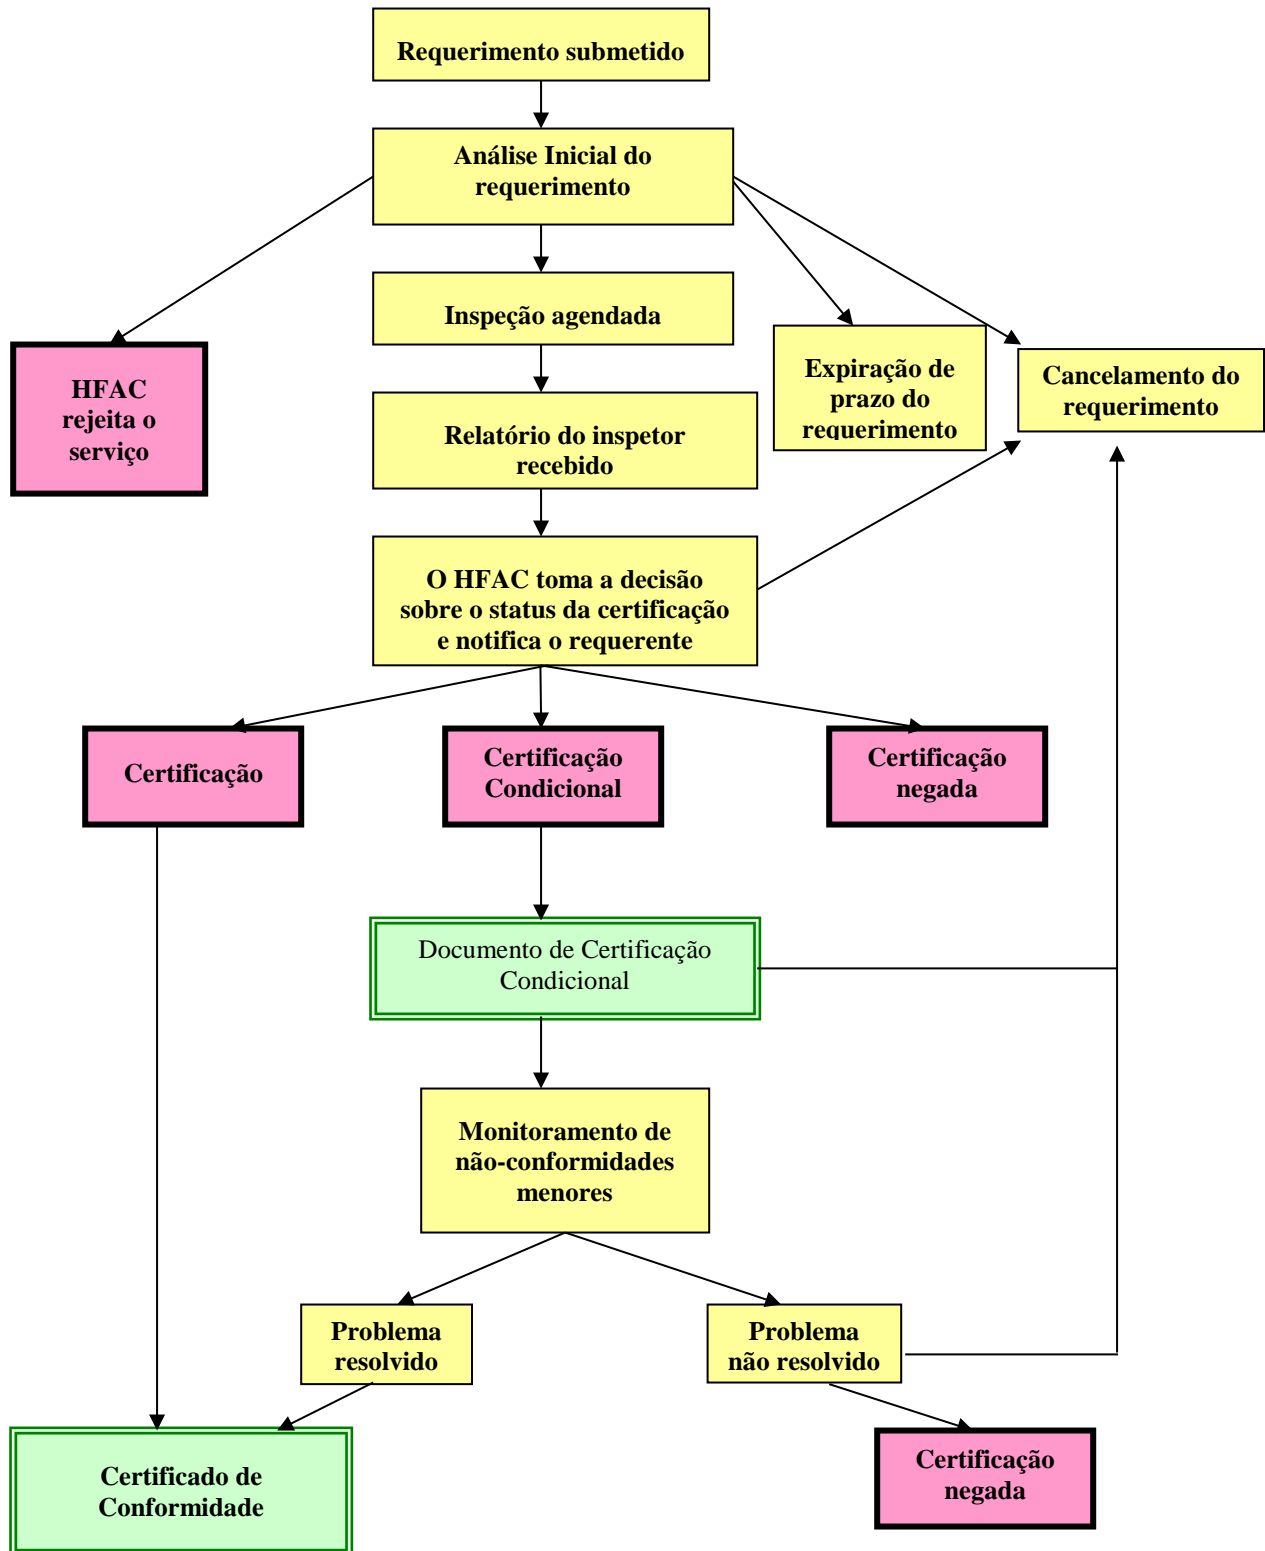 Requerimento submetido
Análise Inicial do
requerimento
Inspeção agendada
HFAC
rejeita o
serviço
Expiração de
prazo do
requerimento
Cancelamento do
requerimento
Relatório do inspetor
recebido
O HFAC toma a decisão
sobre o status da certificação
e notifica o requerente
Certificação
Certificação
Condicional
Certificação
negada
Documento de Certificação
Condicional
Monitoramento de
não-conformidades
menores
Problema
resolvido
Problema
não resolvido
Certificado de
Conformidade
Certificação
negada